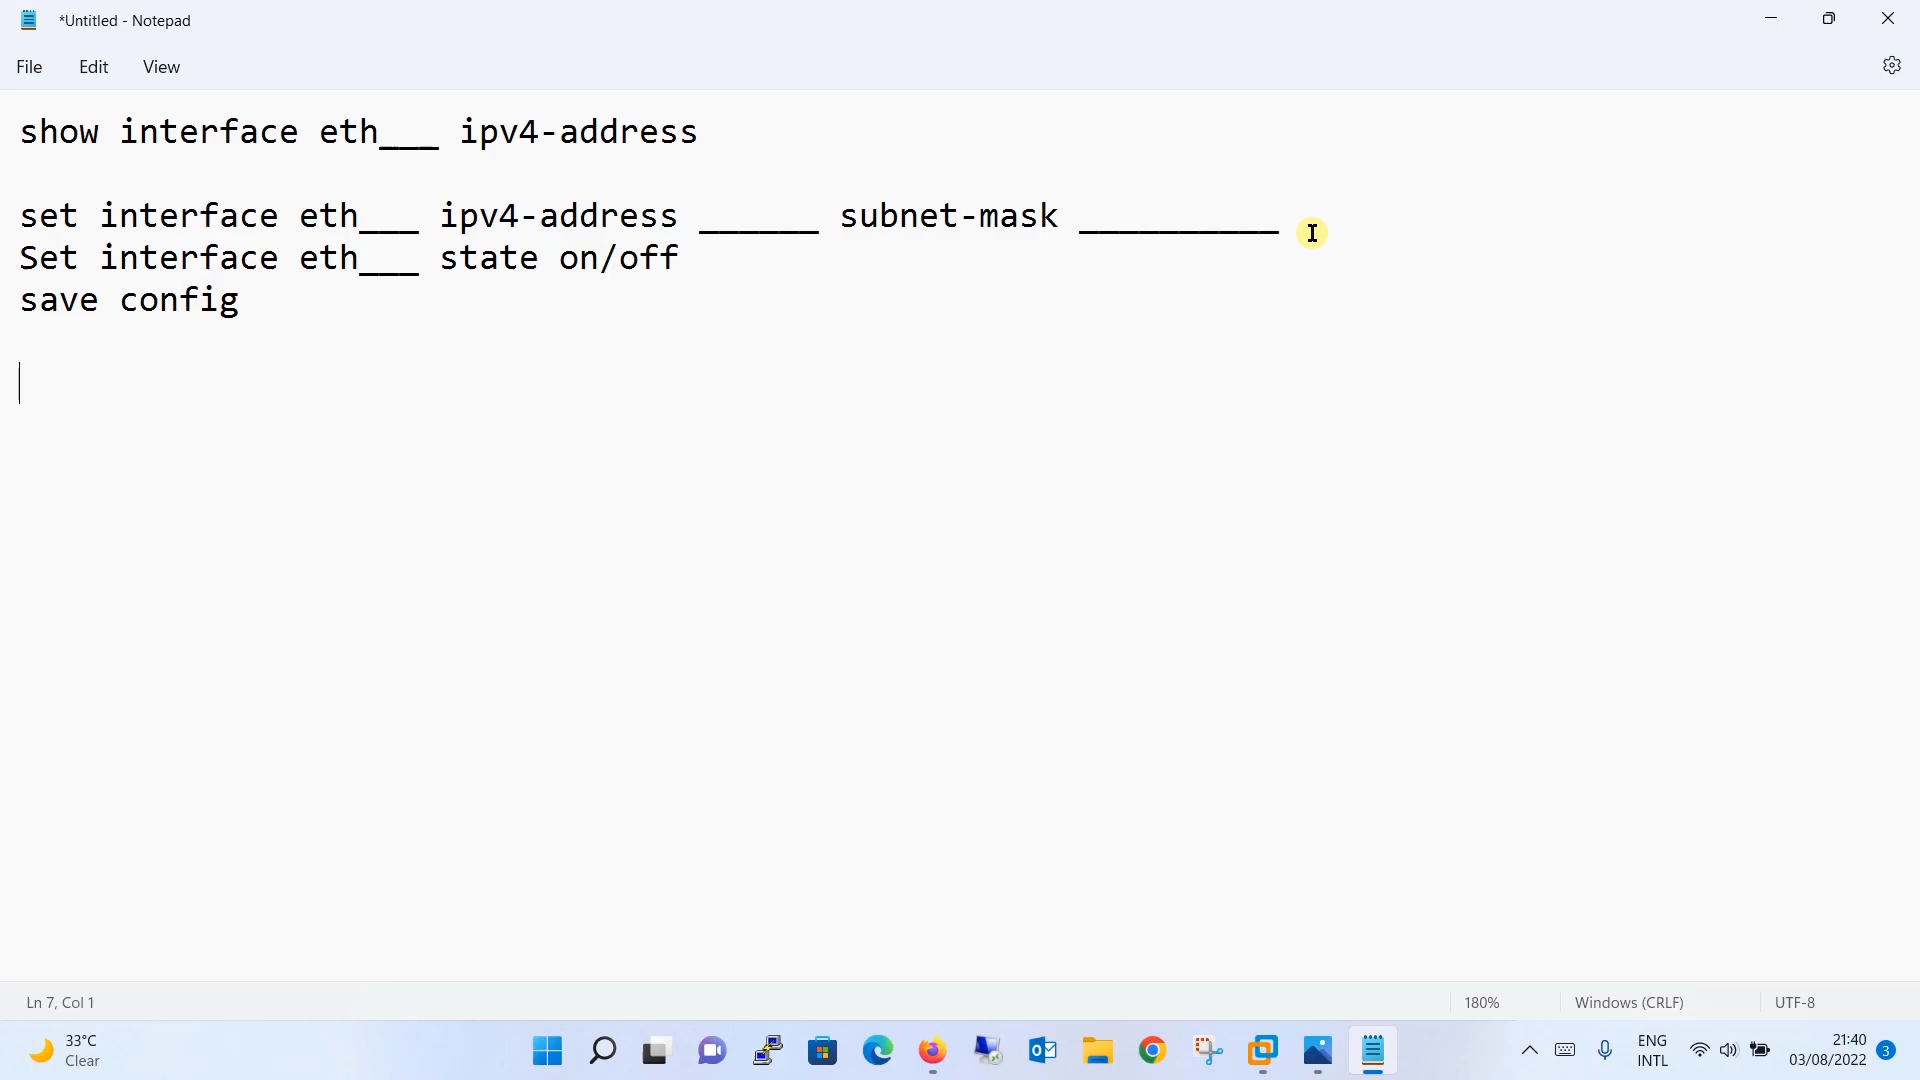 *Untitled - Notepad
File Edit View
show interface eth___ ipv4-address
set interface eth___ ipv4-address ______ subnet-mask __________
Set interface eth___ state on/off
save config
Ln 7, Col 1
180%
Windows (CRLF)
UTF-8
33°C
Clear
ENG
INTL
21:40
03/08/2022
3